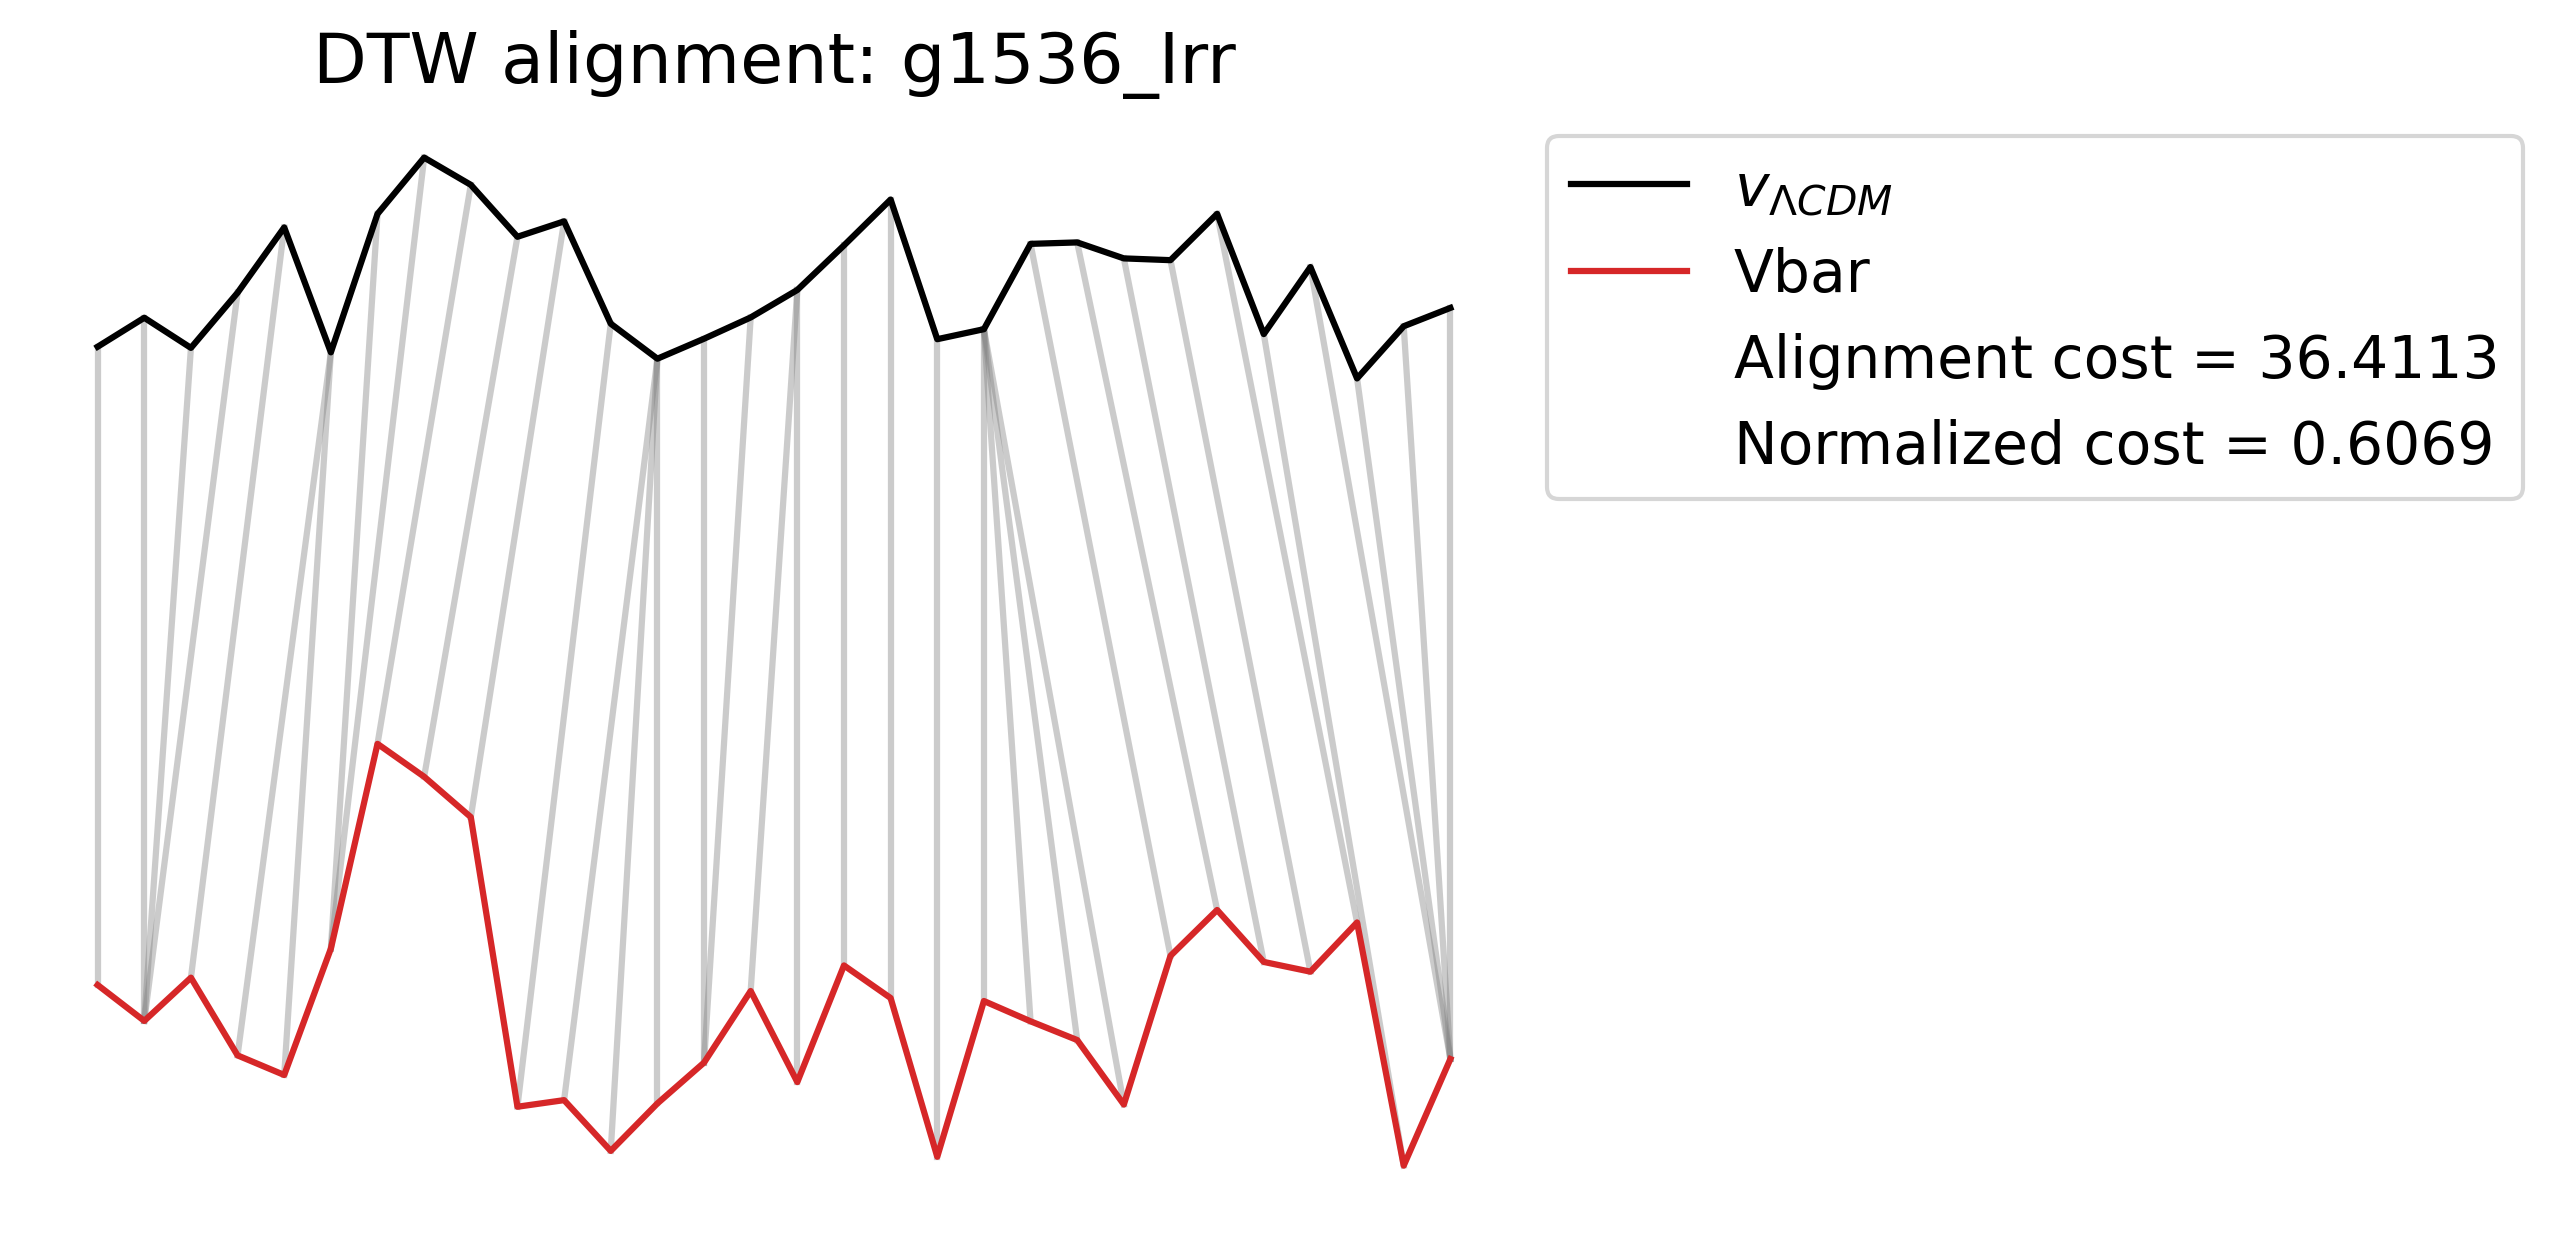 DTW alignment: g1536_Irr
vΛCDM
Vbar
Alignment cost = 36.4113
Normalized cost = 0.6069